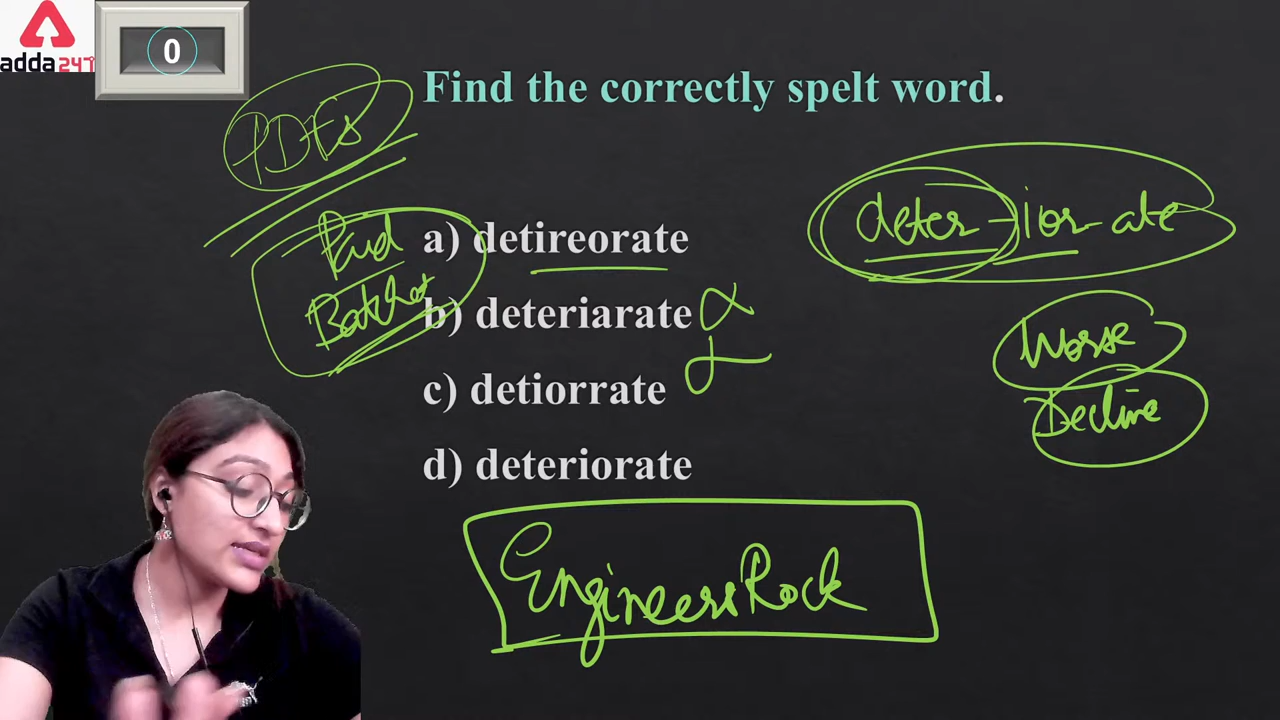 adda247
0
Find the correctly spelt word.
PDFs
deter-ior-ate
Paid
Batches
a) detireorate
b) deteriarate
c) detiorrate
d) deteriorate
Worse
Decline
EngineersRock